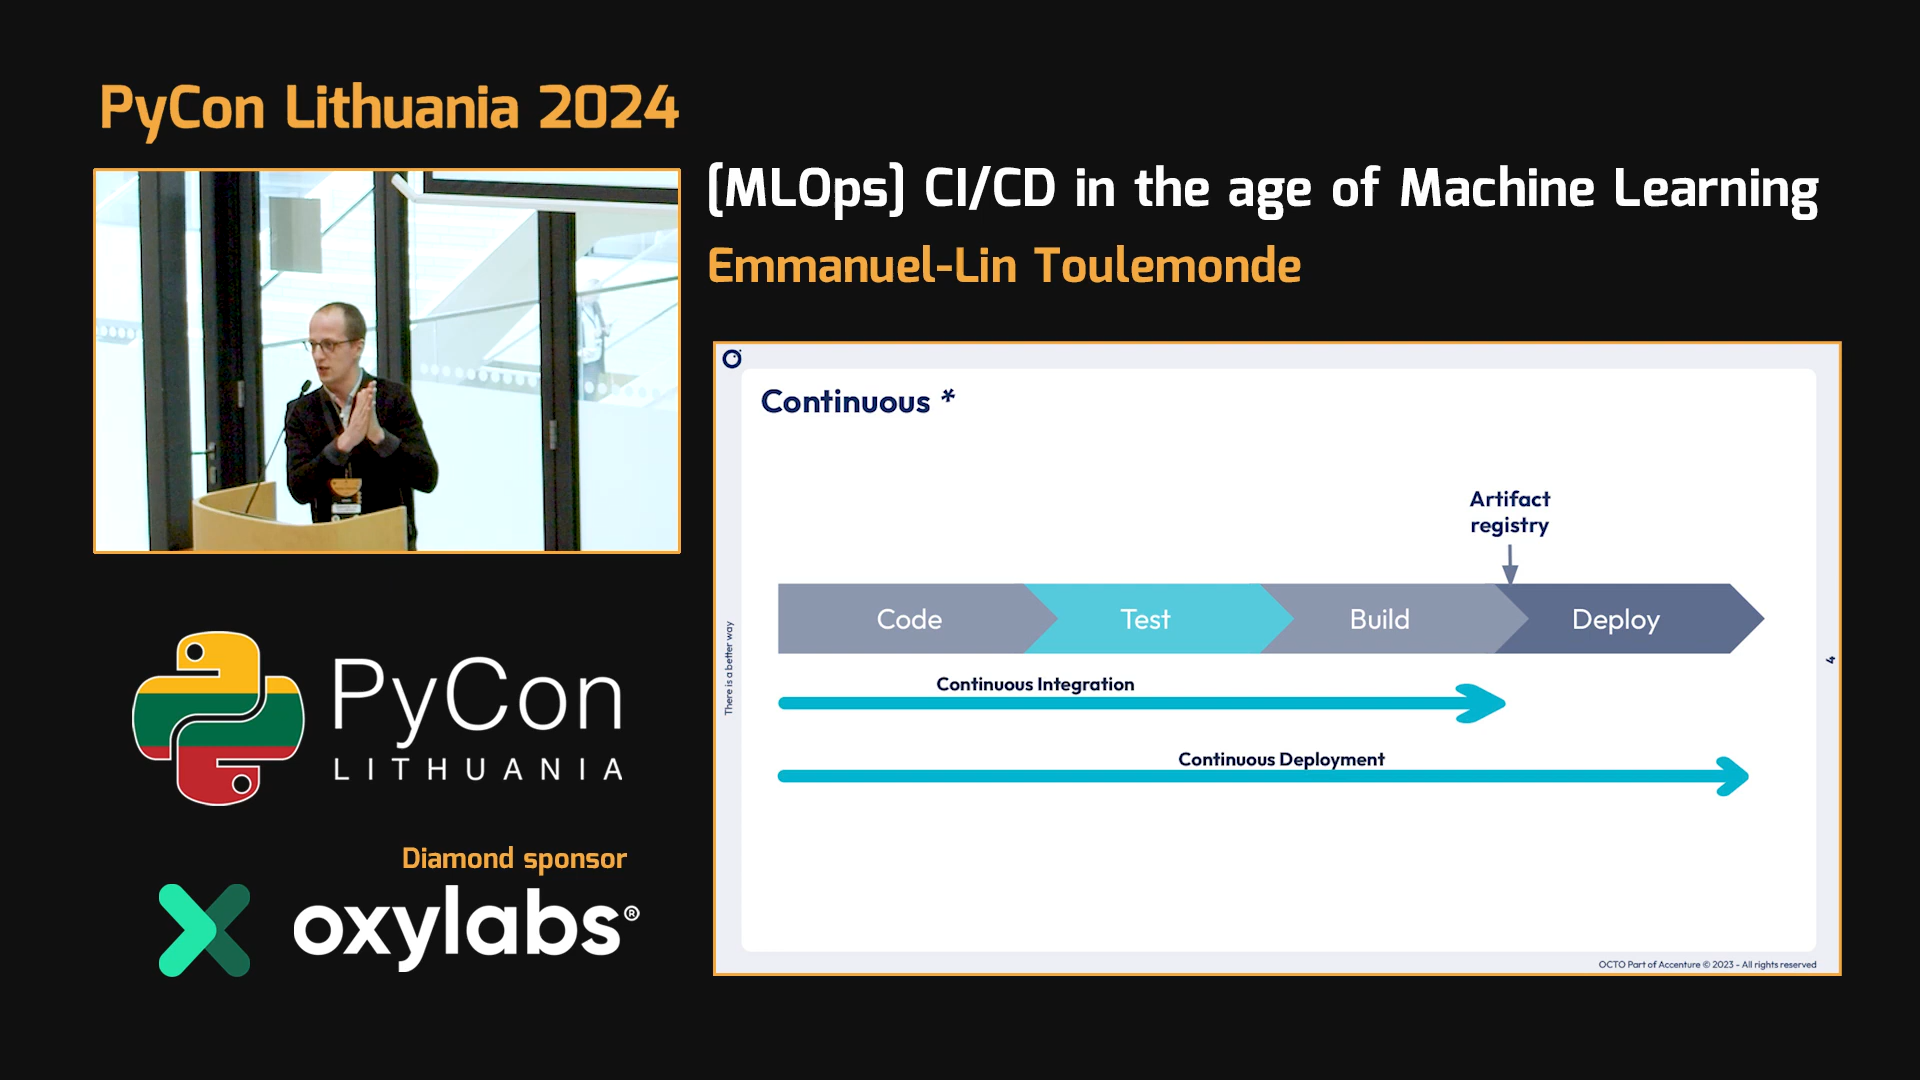 PyCon Lithuania 2024
[MLOps] CI/CD in the age of Machine Learning
Emmanuel-Lin Toulemonde
Continuous *
Artifact
registry
Code
Test
Build
Deploy
Continuous Integration
Continuous Deployment
There is a better way
4
OCTO Part of Accenture © 2023 - All rights reserved
PyCon
LITHUANIA
Diamond sponsor
oxylabs®